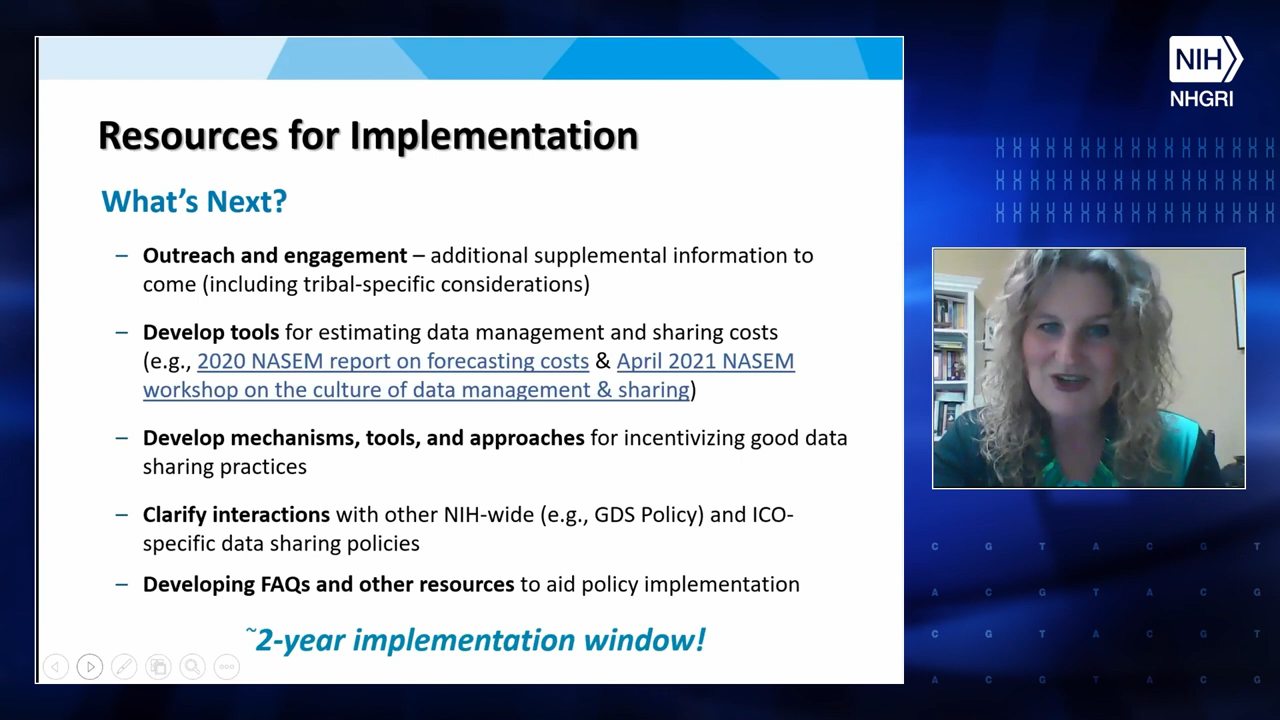 NIH
NHGRI
Resources for Implementation
What's Next?
– Outreach and engagement – additional supplemental information to
come (including tribal-specific considerations)
– Develop tools for estimating data management and sharing costs
(e.g., 2020 NASEM report on forecasting costs & April 2021 NASEM
workshop on the culture of data management & sharing)
– Develop mechanisms, tools, and approaches for incentivizing good data
sharing practices
– Clarify interactions with other NIH-wide (e.g., GDS Policy) and ICO-
specific data sharing policies
– Developing FAQs and other resources to aid policy implementation
~2-year implementation window!
C G T A C G T
A C G T A C G
C G T A C G T
A C G T A C G